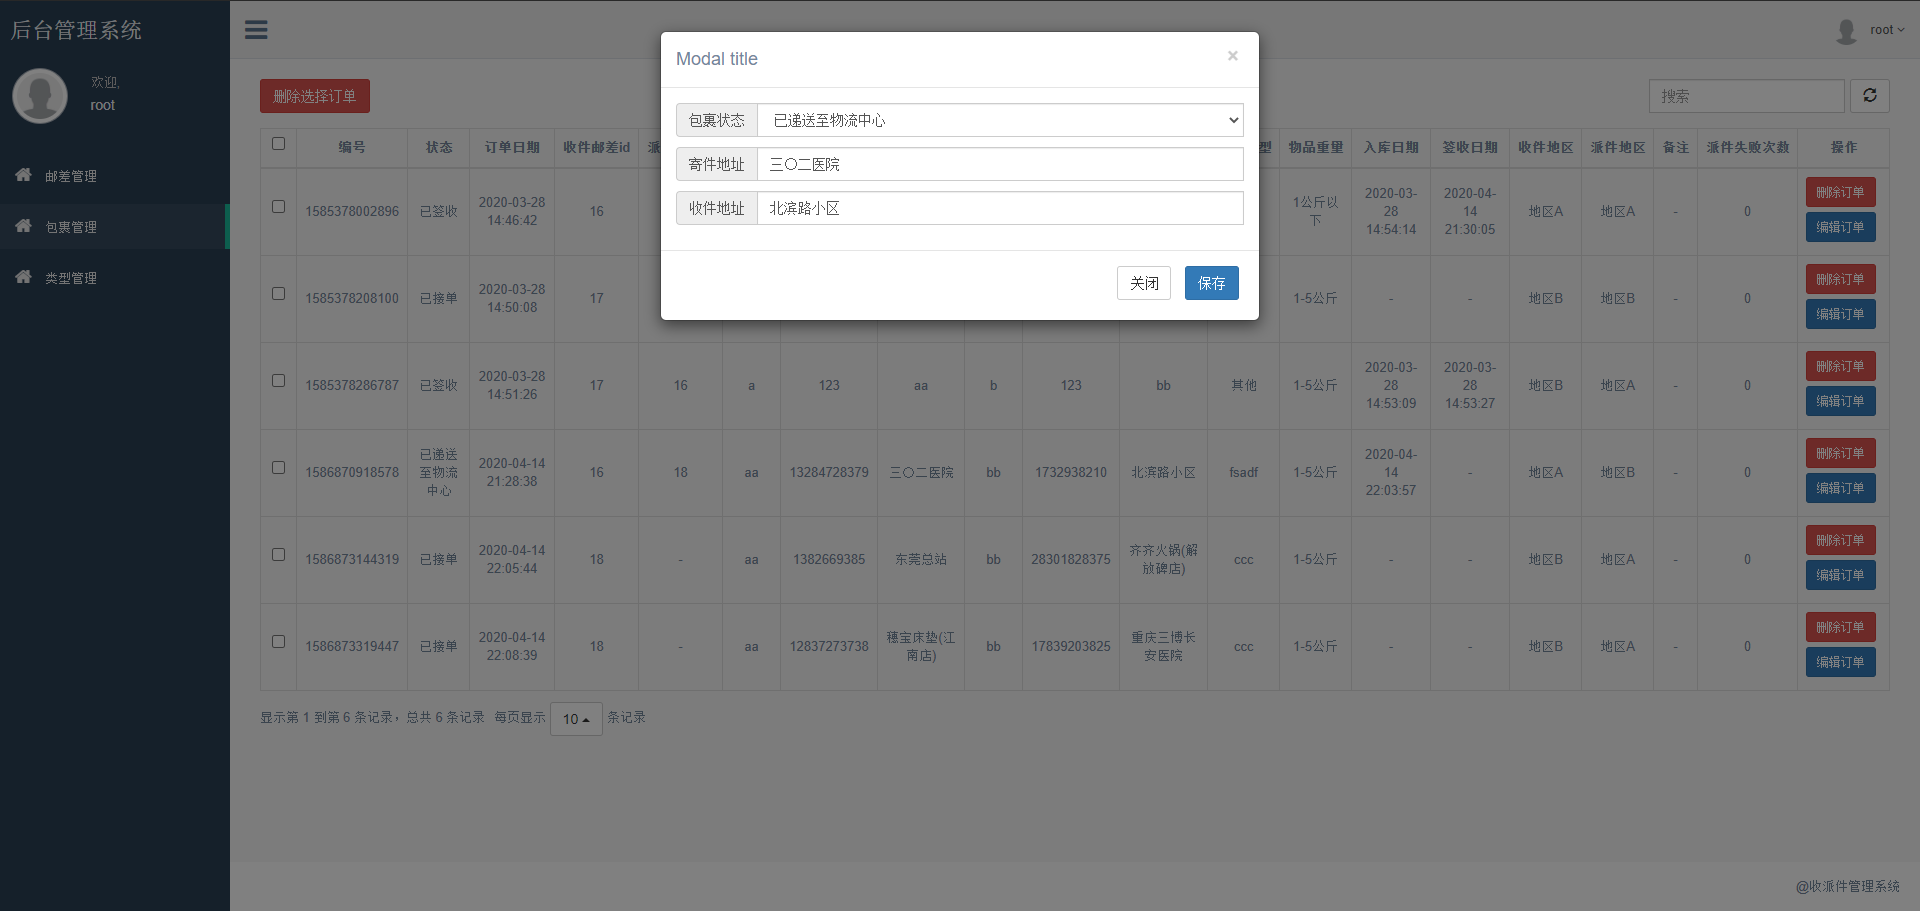 后台管理系统
欢迎,
root
邮差管理
包裹管理
类型管理
root
Modal title
×
包裹状态 已递送至物流中心
寄件地址 三〇二医院
收件地址 北滨路小区
关闭 保存
删除选择订单
搜索
编号 状态 订单日期 收件邮差id 派 型 物品重量 入库日期 签收日期 收件地区 派件地区 备注 派件失败次数 操作
1585378002896 已签收 2020-03-28 14:46:42 16 1公斤以下 2020-03-28 14:54:14 2020-04-14 21:30:05 地区A 地区A - 0 删除订单 编辑订单
1585378208100 已接单 2020-03-28 14:50:08 17 1-5公斤 - - 地区B 地区B - 0 删除订单 编辑订单
1585378286787 已签收 2020-03-28 14:51:26 17 16 a 123 aa b 123 bb 其他 1-5公斤 2020-03-28 14:53:09 2020-03-28 14:53:27 地区B 地区A - 0 删除订单 编辑订单
1586870918578 已递送至物流中心 2020-04-14 21:28:38 16 18 aa 13284728379 三〇二医院 bb 1732938210 北滨路小区 fsadf 1-5公斤 2020-04-14 22:03:57 - 地区A 地区B - 0 删除订单 编辑订单
1586873144319 已接单 2020-04-14 22:05:44 18 - aa 1382669385 东莞总站 bb 28301828375 齐齐火锅(解放碑店) ccc 1-5公斤 - - 地区B 地区A - 0 删除订单 编辑订单
1586873319447 已接单 2020-04-14 22:08:39 18 - aa 12837273738 穗宝床垫(江南店) bb 17839203825 重庆三博长安医院 ccc 1-5公斤 - - 地区B 地区A - 0 删除订单 编辑订单
显示第 1 到第 6 条记录，总共 6 条记录 每页显示 10 条记录
@收派件管理系统